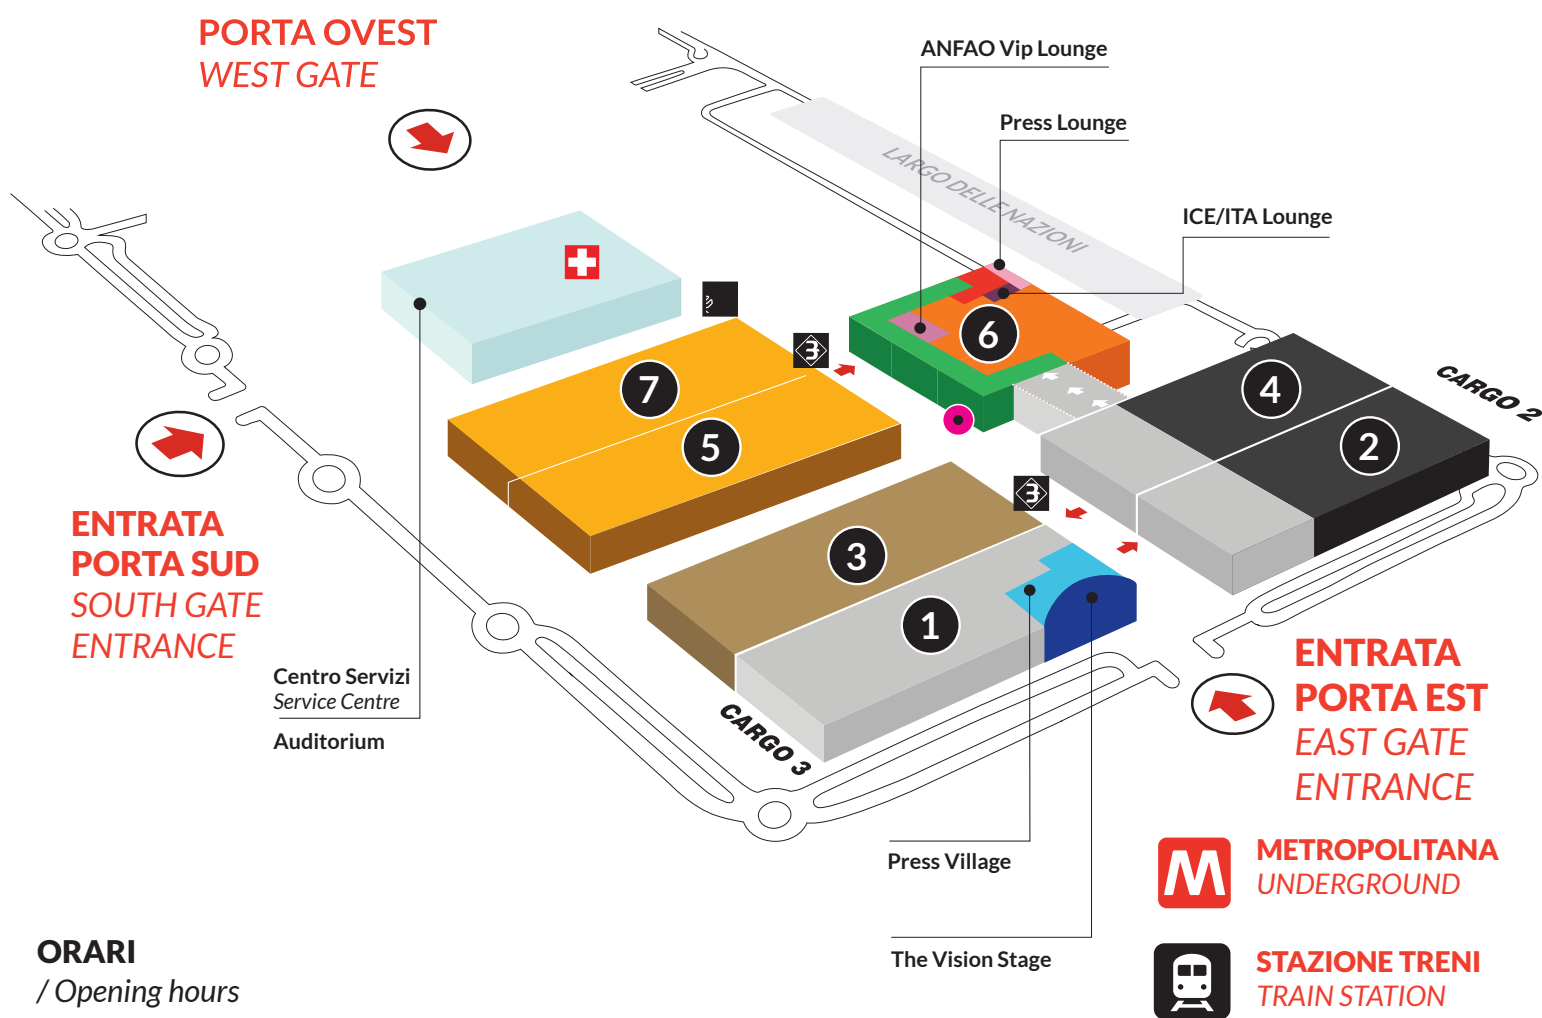 PORTA OVEST
WEST GATE
ANFAO Vip Lounge
Press Lounge
LARGO DELLE NAZIONI
ICE/ITA Lounge
6
7
4
CARGO 2
5
2
3
1
ENTRATA
PORTA SUD
SOUTH GATE
ENTRANCE
Centro Servizi
Service Centre
Auditorium
CARGO 3
ENTRATA
PORTA EST
EAST GATE
ENTRANCE
Press Village
The Vision Stage
M
METROPOLITANA
UNDERGROUND
STAZIONE TRENI
TRAIN STATION
ORARI
/ Opening hours